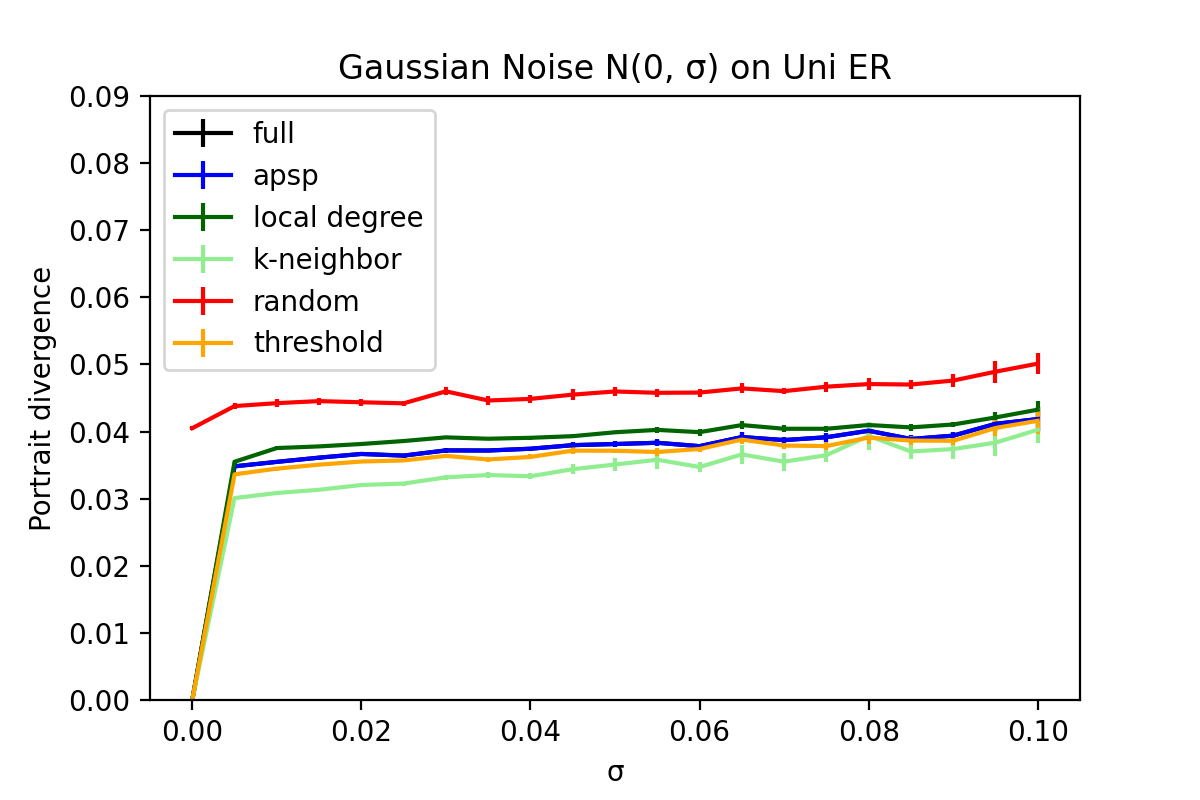 Gaussian Noise N(0, σ) on Uni ER
0.09
0.08
0.07
0.06
0.05
0.04
0.03
0.02
0.01
0.00
Portrait divergence
full
apsp
local degree
k-neighbor
random
threshold
0.00 0.02 0.04 0.06 0.08 0.10
σ